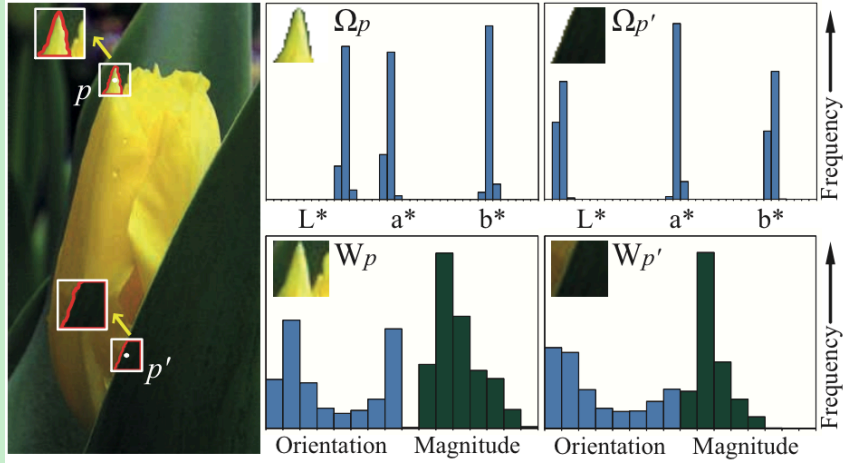 p
p′
Ωp
Ωp′
L* a* b*
L* a* b*
Frequency
Wp
Wp′
Orientation Magnitude
Orientation Magnitude
Frequency